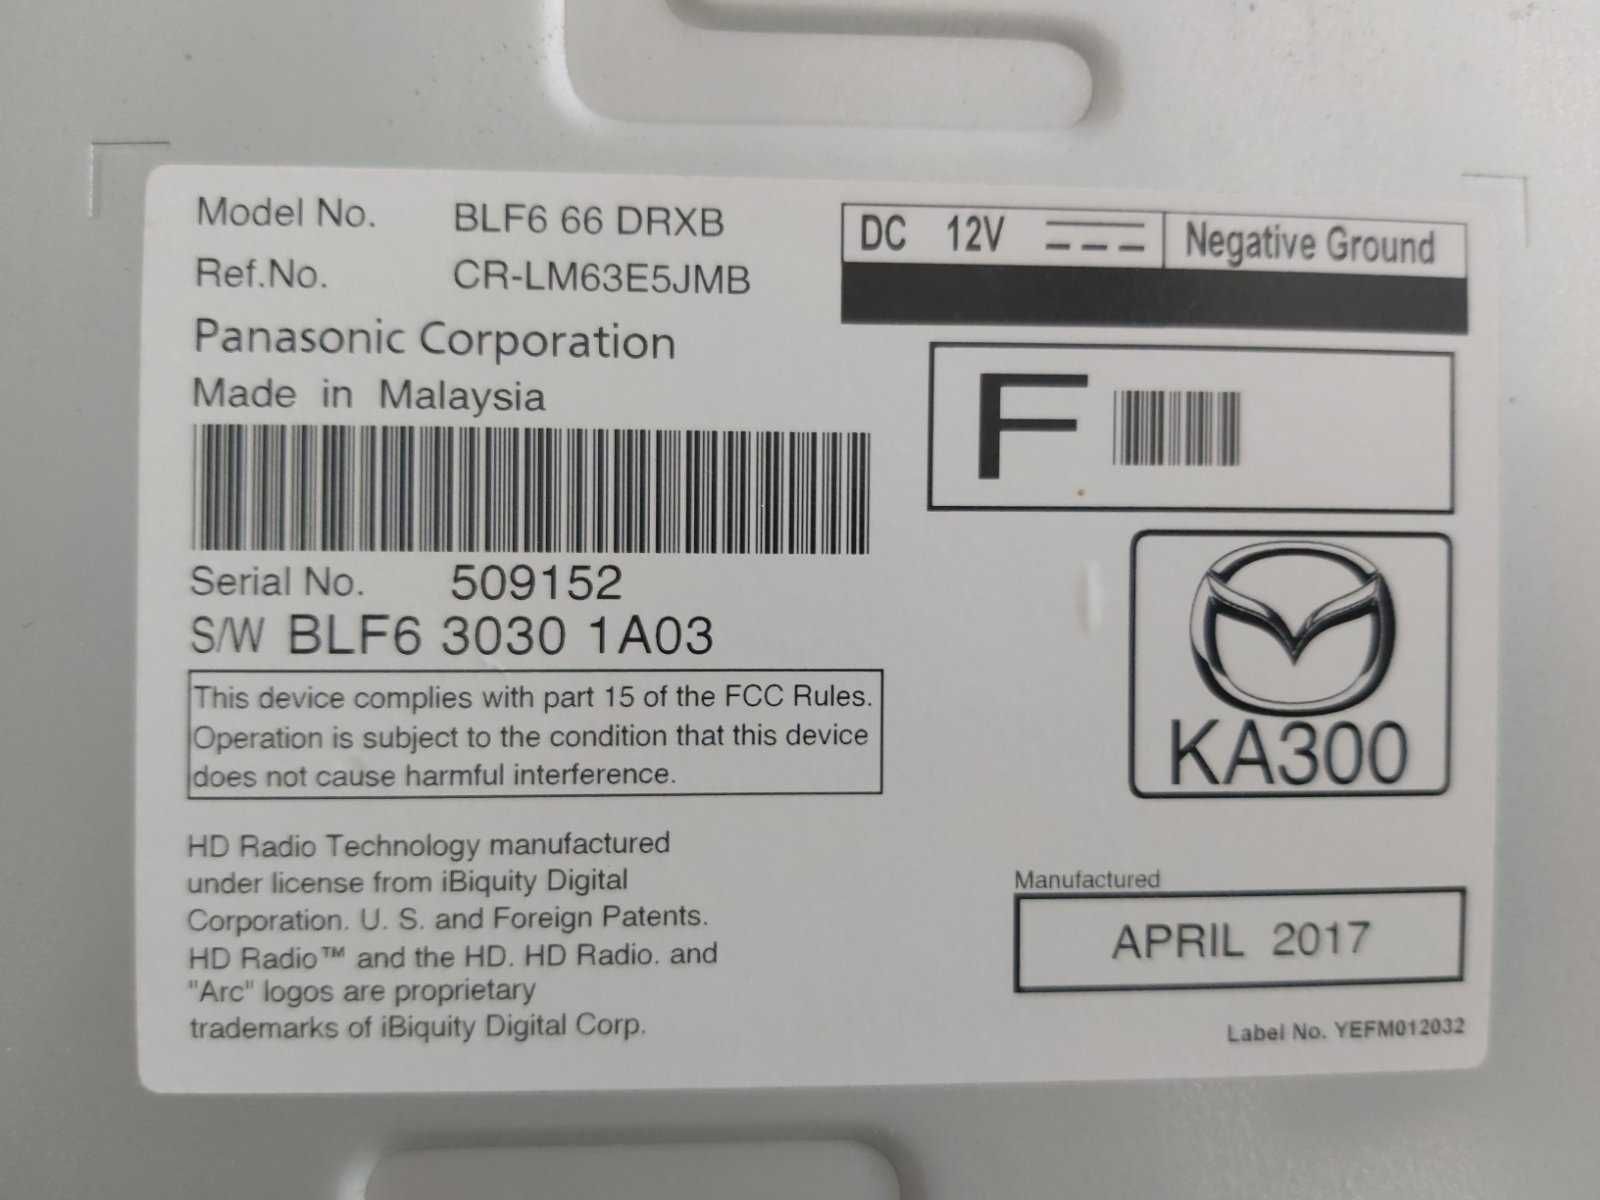 Model No. BLF6 66 DRXB
Ref.No. CR-LM63E5JMB
Panasonic Corporation
Made in Malaysia
Serial No. 509152
S/W BLF6 3030 1A03
This device complies with part 15 of the FCC Rules.
Operation is subject to the condition that this device
does not cause harmful interference.
HD Radio Technology manufactured
under license from iBiquity Digital
Corporation. U. S. and Foreign Patents.
HD Radio™ and the HD. HD Radio. and
"Arc" logos are proprietary
trademarks of iBiquity Digital Corp.
DC 12V Negative Ground
F
KA300
Manufactured
APRIL 2017
Label No. YEFM012032